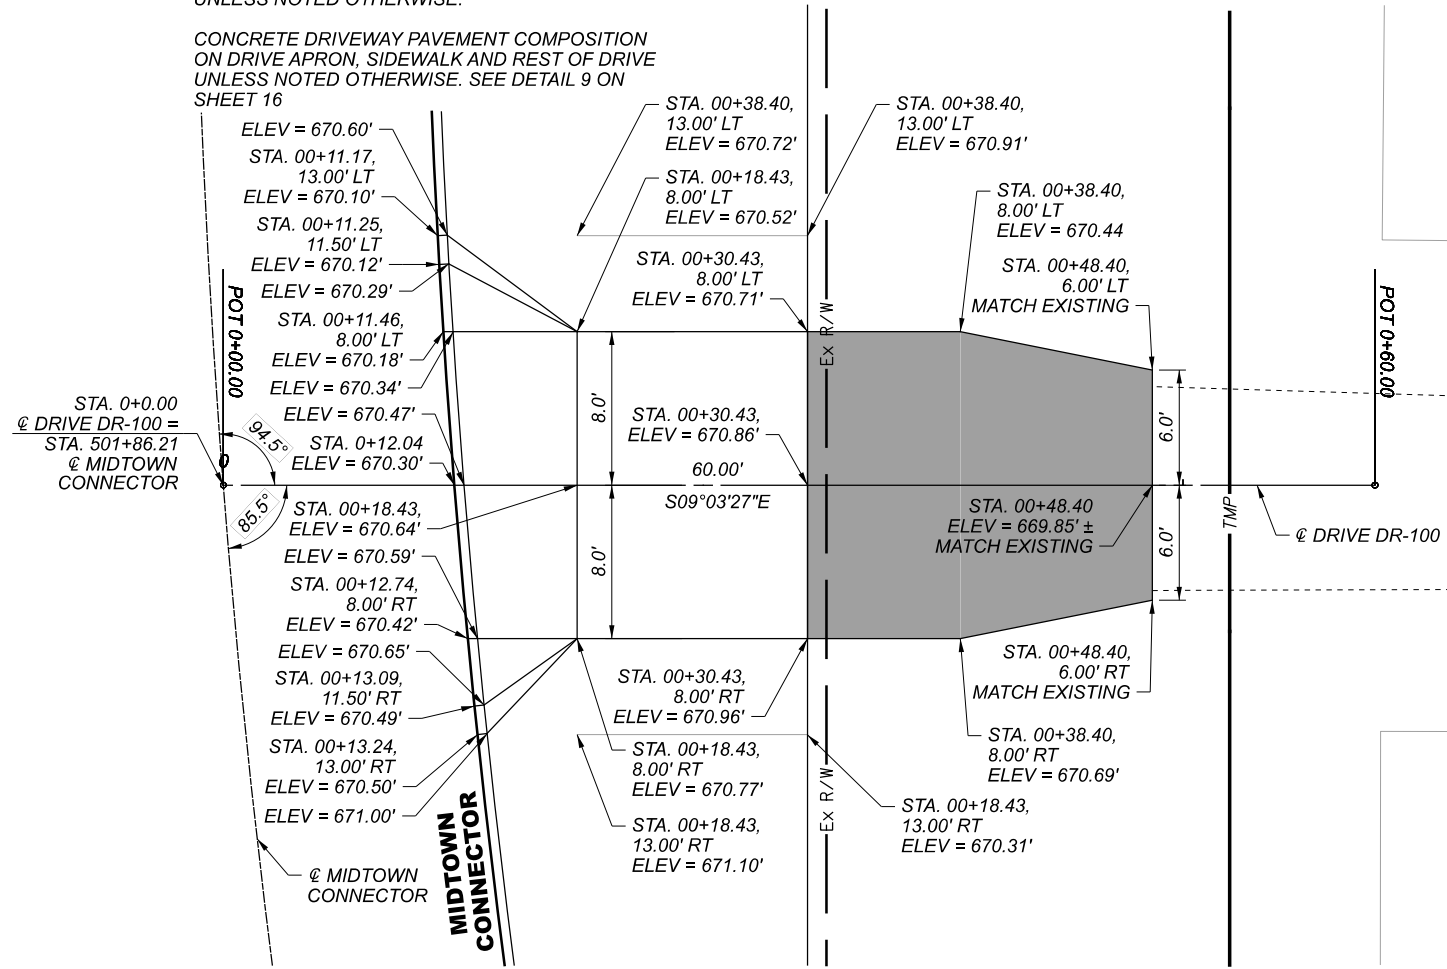 UNLESS NOTED OTHERWISE.
CONCRETE DRIVEWAY PAVEMENT COMPOSITION
ON DRIVE APRON, SIDEWALK AND REST OF DRIVE
UNLESS NOTED OTHERWISE. SEE DETAIL 9 ON
SHEET 16
ELEV = 670.60'
STA. 00+11.17,
13.00' LT
ELEV = 670.10'
STA. 00+11.25,
11.50' LT
ELEV = 670.12'
ELEV = 670.29'
STA. 00+11.46,
8.00' LT
ELEV = 670.18'
ELEV = 670.34'
ELEV = 670.47'
STA. 0+12.04
ELEV = 670.30'
STA. 00+18.43,
ELEV = 670.64'
ELEV = 670.59'
STA. 00+12.74,
8.00' RT
ELEV = 670.42'
ELEV = 670.65'
STA. 00+13.09,
11.50' RT
ELEV = 670.49'
STA. 00+13.24,
13.00' RT
ELEV = 670.50'
ELEV = 671.00'
STA. 0+0.00
℄ DRIVE DR-100 =
STA. 501+86.21
℄ MIDTOWN
CONNECTOR
POT 0+00.00
0
94.5°
85.5°
℄ MIDTOWN
CONNECTOR
MIDTOWN
CONNECTOR
STA. 00+38.40,
13.00' LT
ELEV = 670.72'
STA. 00+18.43,
8.00' LT
ELEV = 670.52'
STA. 00+30.43,
8.00' LT
ELEV = 670.71'
8.0'
STA. 00+30.43,
ELEV = 670.86'
60.00'
S09°03'27"E
8.0'
STA. 00+30.43,
8.00' RT
ELEV = 670.96'
STA. 00+18.43,
8.00' RT
ELEV = 670.77'
STA. 00+18.43,
13.00' RT
ELEV = 671.10'
Ex R/W
Ex R/W
STA. 00+38.40,
13.00' LT
ELEV = 670.91'
STA. 00+38.40,
8.00' LT
ELEV = 670.44
STA. 00+48.40,
6.00' LT
MATCH EXISTING
STA. 00+48.40
ELEV = 669.85' ±
MATCH EXISTING
STA. 00+48.40,
6.00' RT
MATCH EXISTING
STA. 00+38.40,
8.00' RT
ELEV = 670.69'
STA. 00+18.43,
13.00' RT
ELEV = 670.31'
6.0'
6.0'
TMP
POT 0+60.00
℄ DRIVE DR-100